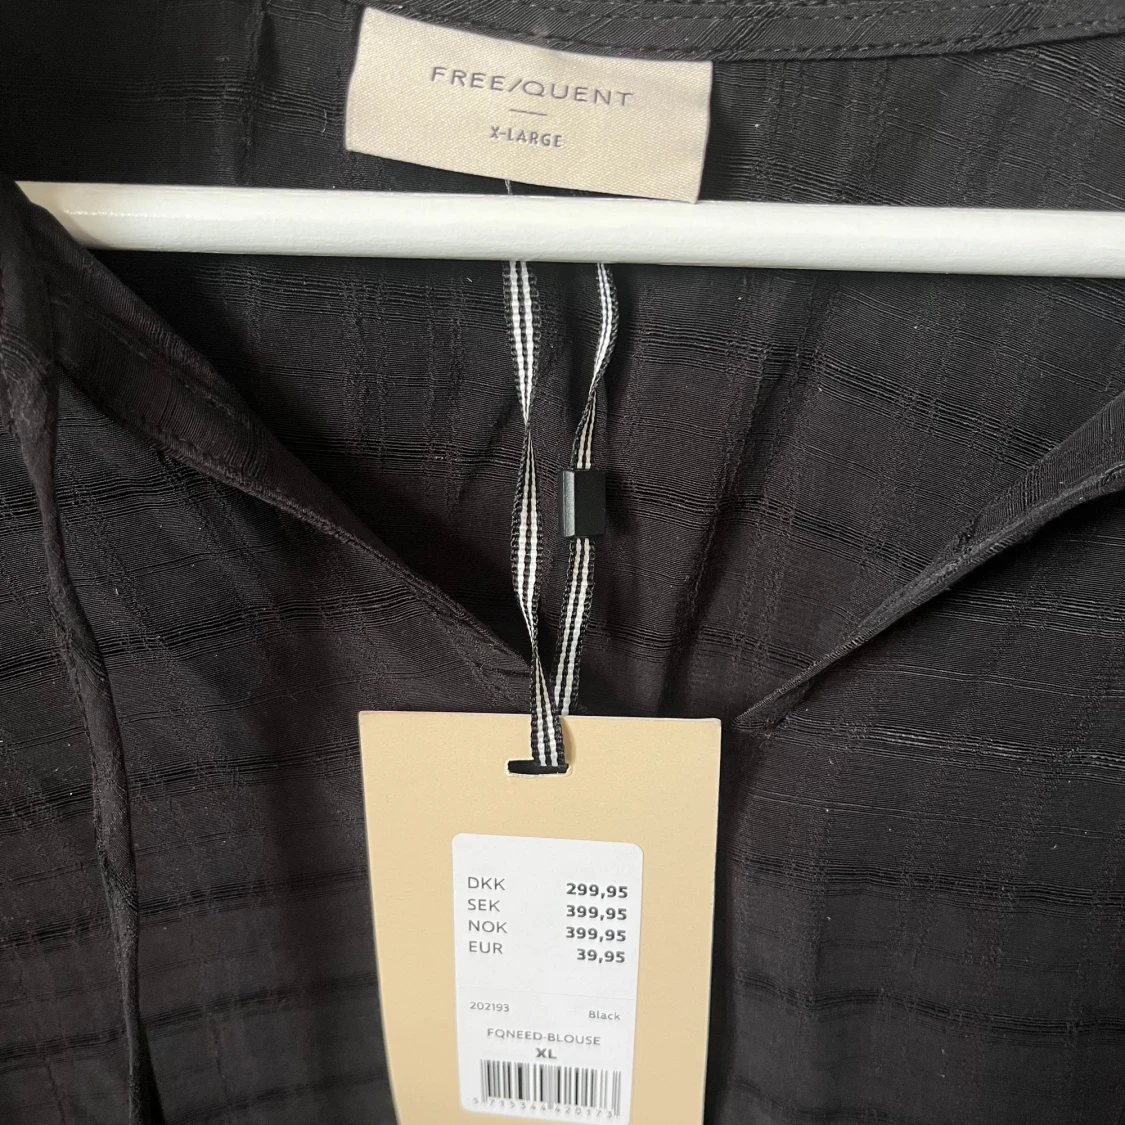 FREE/QUENT
X-LARGE
DKK 299,95
SEK 399,95
NOK 399,95
EUR 39,95
202193 Black
FQNEED-BLOUSE
XL